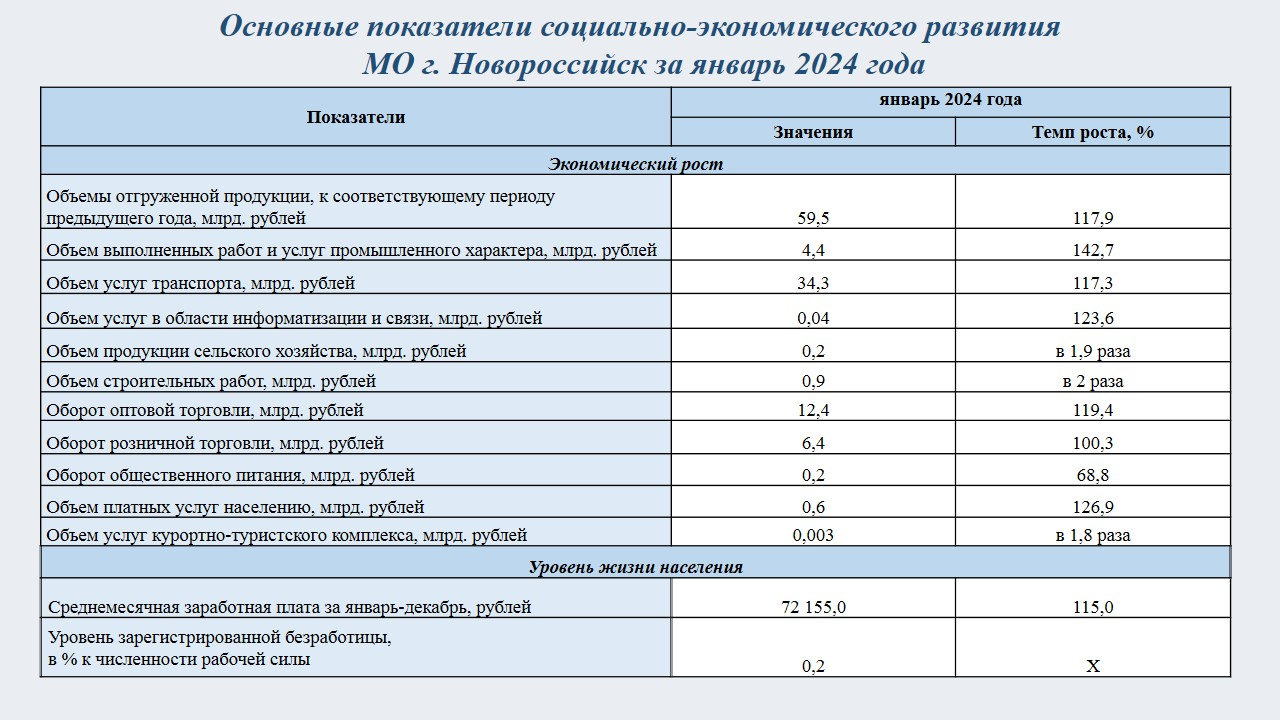 Основные показатели социально-экономического развития
МО г. Новороссийск за январь 2024 года
Показатели
январь 2024 года
Значения
Темп роста, %
Экономический рост
Объемы отгруженной продукции, к соответствующему периоду
предыдущего года, млрд. рублей
59,5
117,9
Объем выполненных работ и услуг промышленного характера, млрд. рублей
4,4
142,7
Объем услуг транспорта, млрд. рублей
34,3
117,3
Объем услуг в области информатизации и связи, млрд. рублей
0,04
123,6
Объем продукции сельского хозяйства, млрд. рублей
0,2
в 1,9 раза
Объем строительных работ, млрд. рублей
0,9
в 2 раза
Оборот оптовой торговли, млрд. рублей
12,4
119,4
Оборот розничной торговли, млрд. рублей
6,4
100,3
Оборот общественного питания, млрд. рублей
0,2
68,8
Объем платных услуг населению, млрд. рублей
0,6
126,9
Объем услуг курортно-туристского комплекса, млрд. рублей
0,003
в 1,8 раза
Уровень жизни населения
Среднемесячная заработная плата за январь-декабрь, рублей
72 155,0
115,0
Уровень зарегистрированной безработицы,
в % к численности рабочей силы
0,2
Х